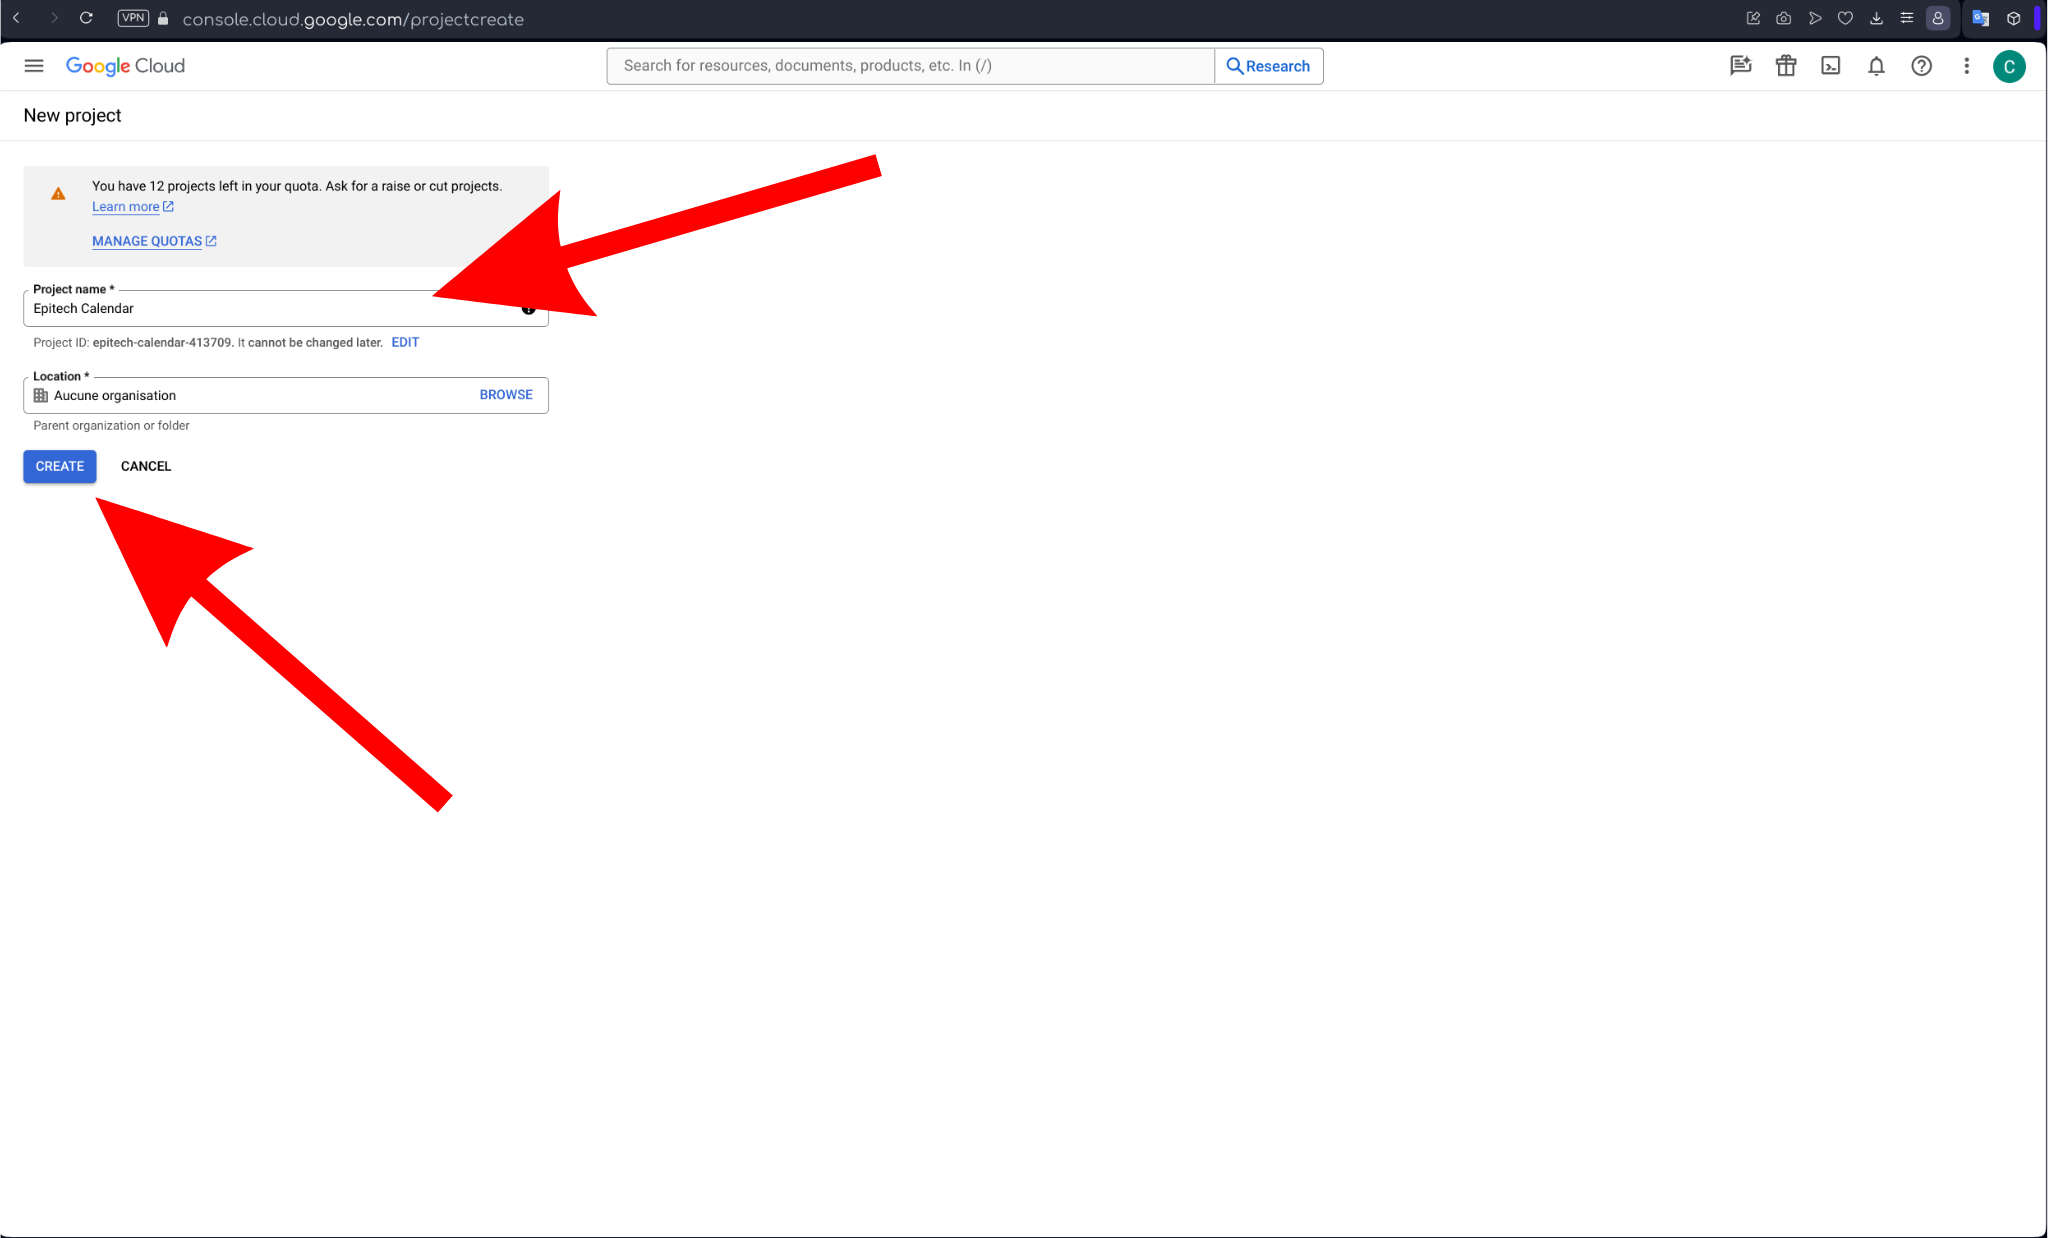 VPN console.cloud.google.com/projectcreate
Google Cloud
Search for resources, documents, products, etc. In (/)
Research
C
New project
You have 12 projects left in your quota. Ask for a raise or cut projects.
Learn more
MANAGE QUOTAS
Project name *
Epitech Calendar
Project ID: epitech-calendar-413709. It cannot be changed later. EDIT
Location *
Aucune organisation
BROWSE
Parent organization or folder
CREATE
CANCEL